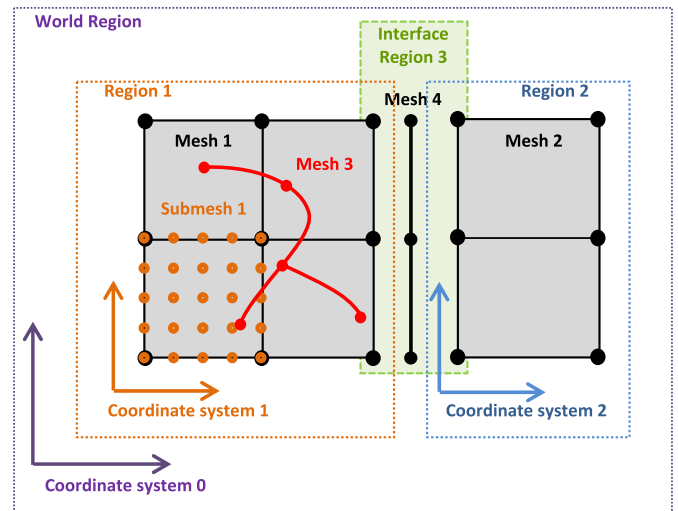 World Region
Interface
Region 3
Region 1
Mesh 4
Region 2
Mesh 1
Mesh 3
Mesh 2
Submesh 1
Coordinate system 1
Coordinate system 2
Coordinate system 0